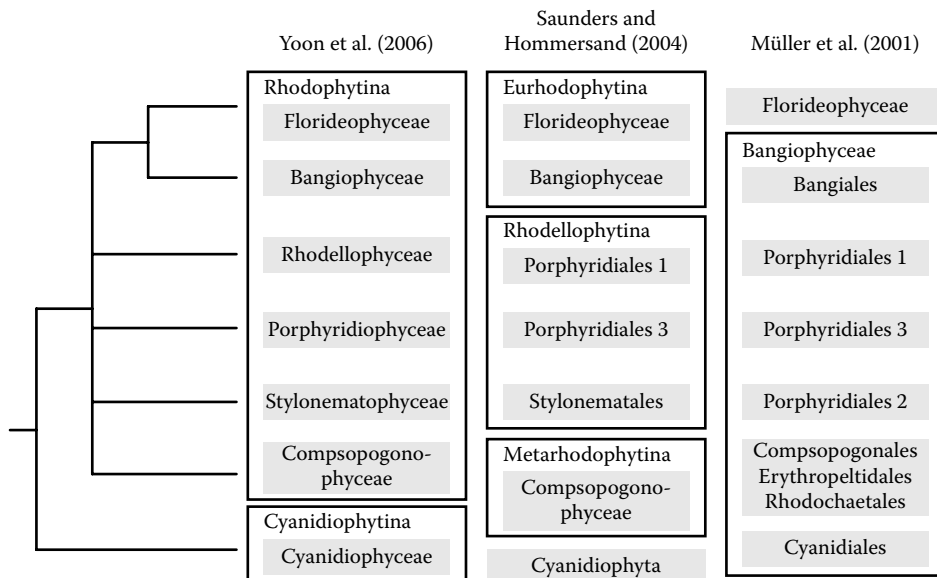 Yoon et al. (2006)
Saunders and
Hommersand (2004)
Müller et al. (2001)
Rhodophytina
Florideophyceae
Bangiophyceae
Rhodellophyceae
Porphyridiophyceae
Stylonematophyceae
Compsopogono-
phyceae
Cyanidiophytina
Cyanidiophyceae
Eurhodophytina
Florideophyceae
Bangiophyceae
Rhodellophytina
Porphyridiales 1
Porphyridiales 3
Stylonematales
Metarhodophytina
Compsopogono-
phyceae
Cyanidiophyta
Florideophyceae
Bangiophyceae
Bangiales
Porphyridiales 1
Porphyridiales 3
Porphyridiales 2
Compsopogonales
Erythropeltidales
Rhodochaetales
Cyanidiales